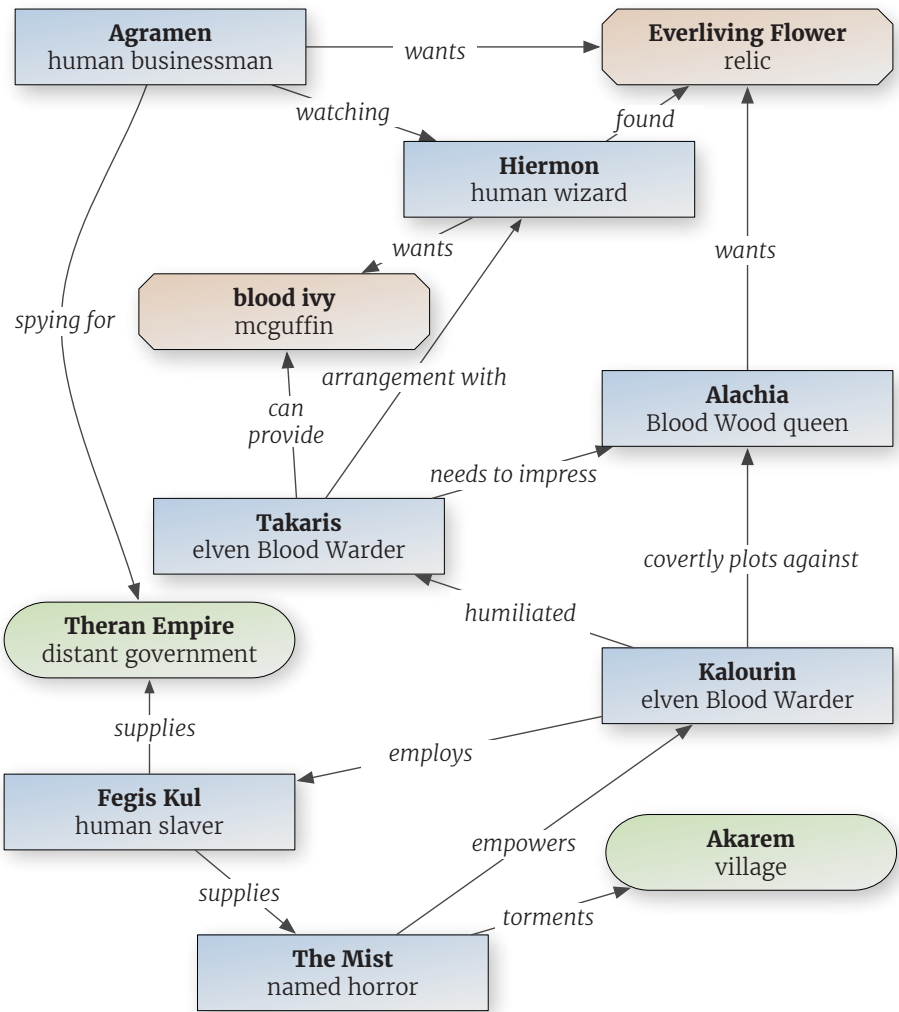 Agramen
human businessman
wants
Everliving Flower
relic
watching
found
Hiermon
human wizard
wants
wants
blood ivy
mcguffin
spying for
arrangement with
can
provide
Alachia
Blood Wood queen
needs to impress
Takaris
elven Blood Warder
covertly plots against
humiliated
Theran Empire
distant government
Kalourin
elven Blood Warder
supplies
employs
Fegis Kul
human slaver
empowers
Akarem
village
supplies
torments
The Mist
named horror